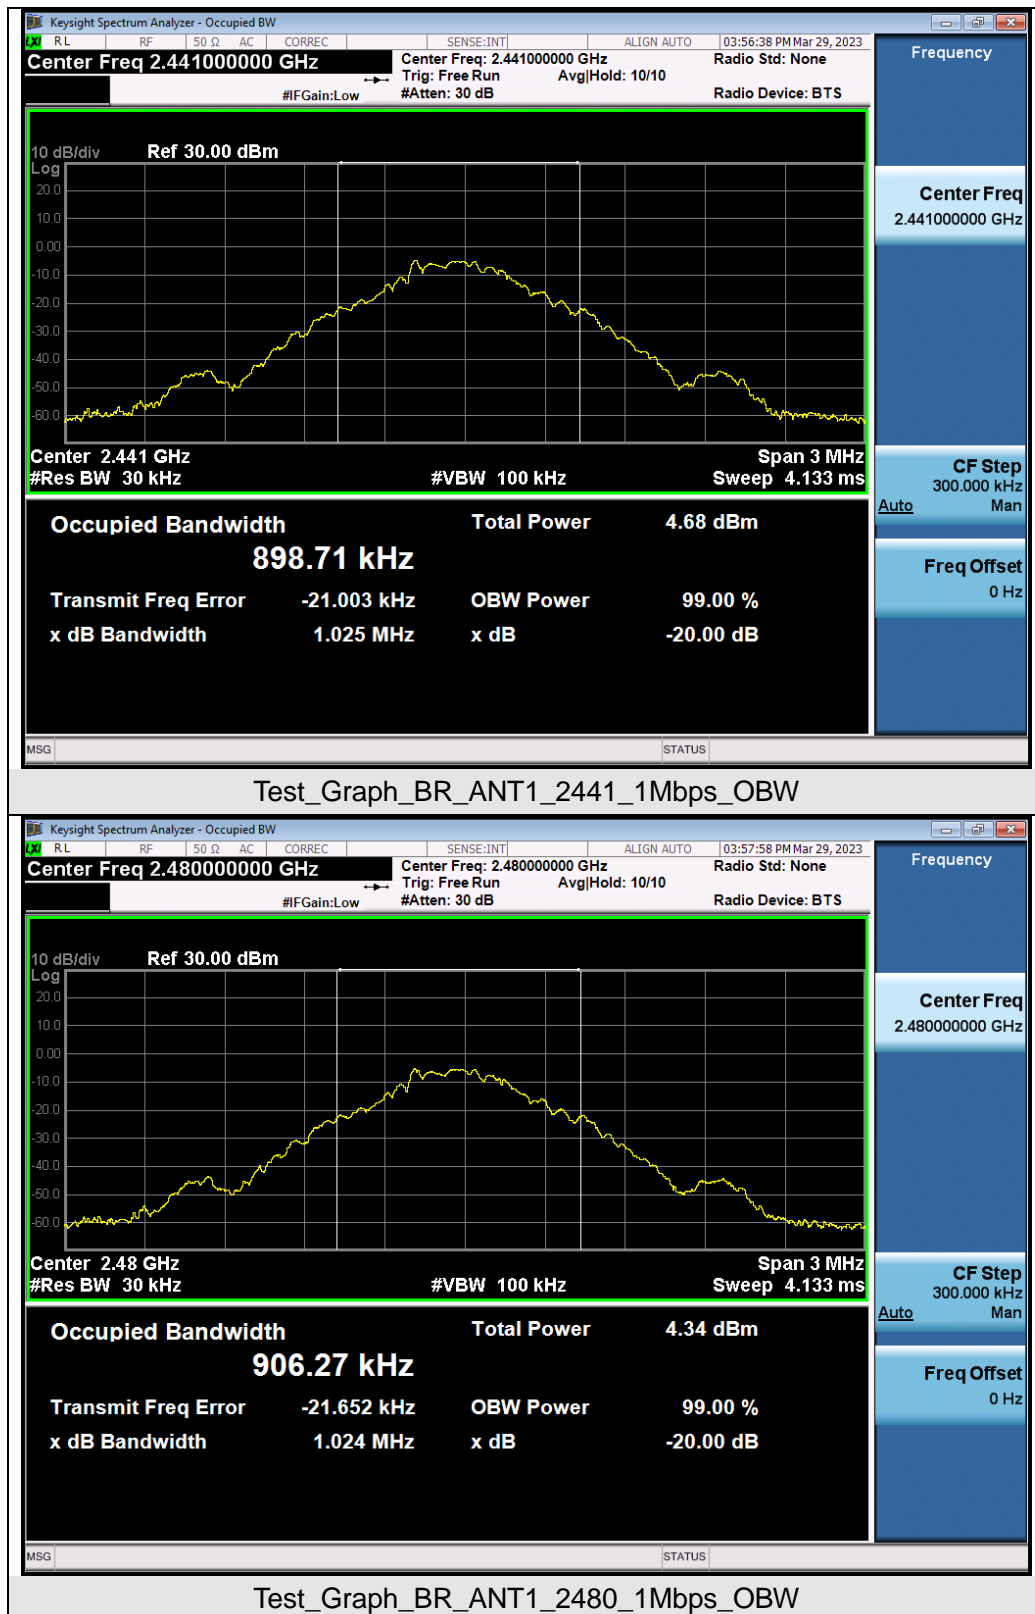 Keysight Spectrum Analyzer - Occupied BW
LXI RL RF 50 Ω AC CORREC SENSE:INT ALIGN AUTO 03:56:38 PM Mar 29, 2023
Center Freq 2.441000000 GHz
Center Freq: 2.441000000 GHz Radio Std: None
Trig: Free Run Avg|Hold: 10/10
#IFGain:Low #Atten: 30 dB Radio Device: BTS
Frequency
10 dB/div Ref 30.00 dBm
Log
20.0
10.0
0.00
-10.0
-20.0
-30.0
-40.0
-50.0
-60.0
Center 2.441 GHz Span 3 MHz
#Res BW 30 kHz #VBW 100 kHz Sweep 4.133 ms
Center Freq
2.441000000 GHz
CF Step
300.000 kHz
Auto Man
Freq Offset
0 Hz
Occupied Bandwidth Total Power 4.68 dBm
898.71 kHz
Transmit Freq Error -21.003 kHz OBW Power 99.00 %
x dB Bandwidth 1.025 MHz x dB -20.00 dB
MSG STATUS
Test_Graph_BR_ANT1_2441_1Mbps_OBW
Keysight Spectrum Analyzer - Occupied BW
LXI RL RF 50 Ω AC CORREC SENSE:INT ALIGN AUTO 03:57:58 PM Mar 29, 2023
Center Freq 2.480000000 GHz
Center Freq: 2.480000000 GHz Radio Std: None
Trig: Free Run Avg|Hold: 10/10
#IFGain:Low #Atten: 30 dB Radio Device: BTS
Frequency
10 dB/div Ref 30.00 dBm
Log
20.0
10.0
0.00
-10.0
-20.0
-30.0
-40.0
-50.0
-60.0
Center 2.48 GHz Span 3 MHz
#Res BW 30 kHz #VBW 100 kHz Sweep 4.133 ms
Center Freq
2.480000000 GHz
CF Step
300.000 kHz
Auto Man
Freq Offset
0 Hz
Occupied Bandwidth Total Power 4.34 dBm
906.27 kHz
Transmit Freq Error -21.652 kHz OBW Power 99.00 %
x dB Bandwidth 1.024 MHz x dB -20.00 dB
MSG STATUS
Test_Graph_BR_ANT1_2480_1Mbps_OBW